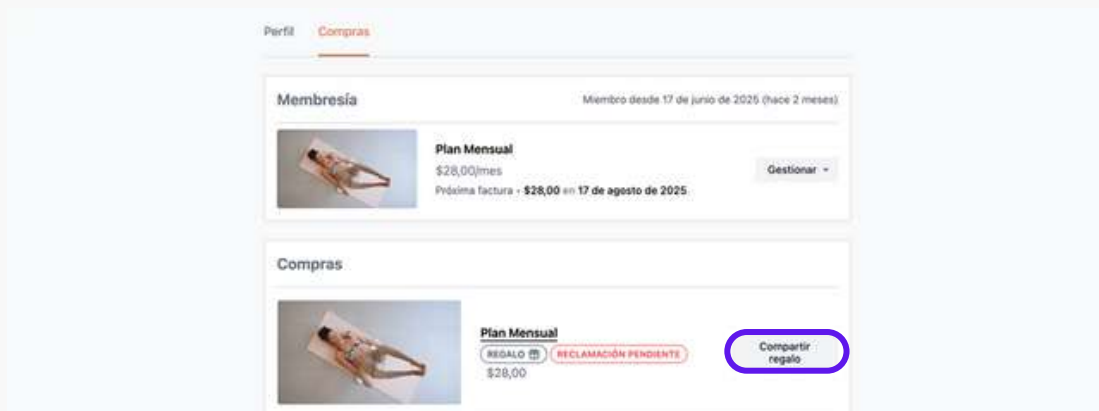 Perfil Compras
Membresía
Miembro desde 17 de junio de 2025 (hace 2 meses)
Plan Mensual
$28,00/mes
Gestionar
Próxima factura • $28,00 en 17 de agosto de 2025
Compras
Plan Mensual
REGALO RECLAMACIÓN PENDIENTE
$28,00
Compartir
regalo